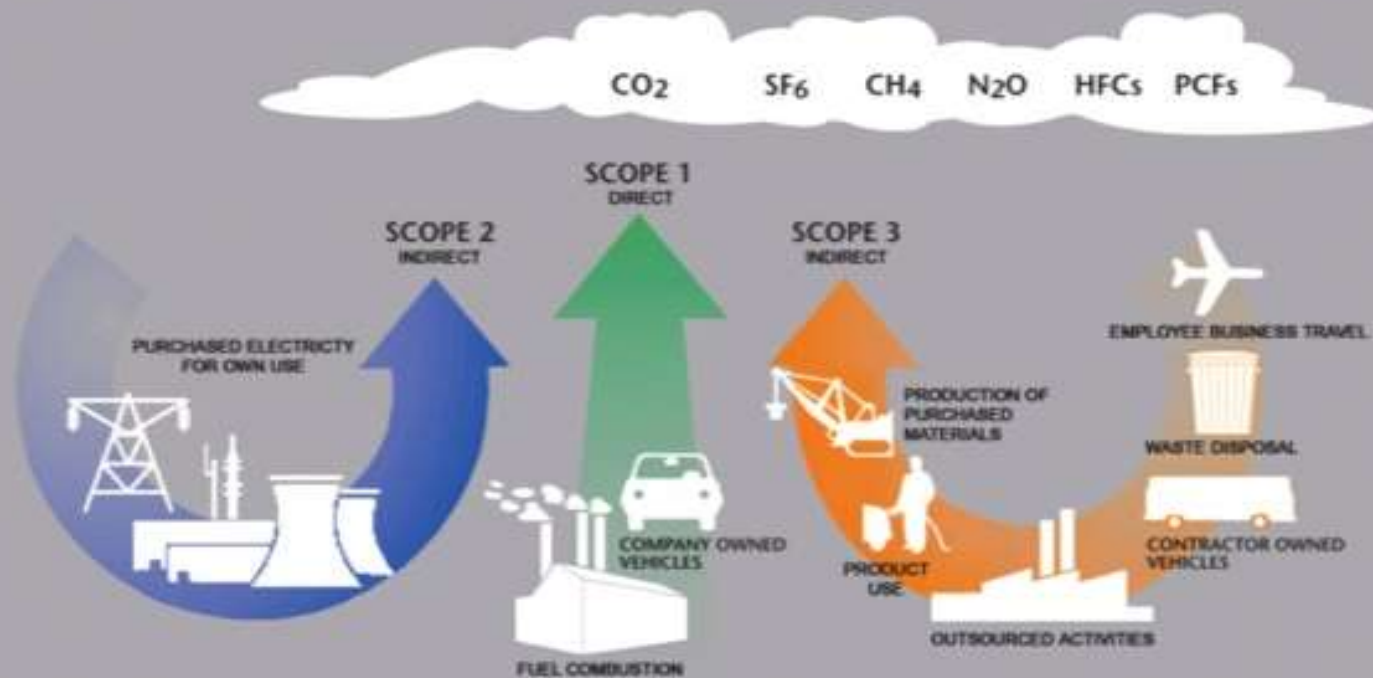 CO2 SF6 CH4 N2O HFCs PCFs
SCOPE 1
DIRECT
SCOPE 2
INDIRECT
SCOPE 3
INDIRECT
PURCHASED ELECTRICTY
FOR OWN USE
COMPANY OWNED
VEHICLES
FUEL COMBUSTION
PRODUCTION OF
PURCHASED
MATERIALS
PRODUCT
USE
OUTSOURCED ACTIVITIES
EMPLOYEE BUSINESS TRAVEL
WASTE DISPOSAL
CONTRACTOR OWNED
VEHICLES